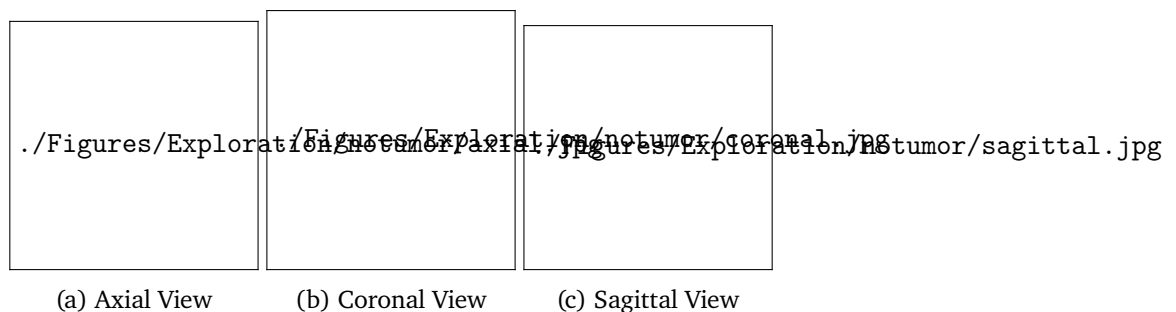 ./Figures/Exploration/notumor/axial.jpg
./Figures/Exploration/notumor/coronal.jpg
./Figures/Exploration/notumor/sagittal.jpg
(a) Axial View
(b) Coronal View
(c) Sagittal View